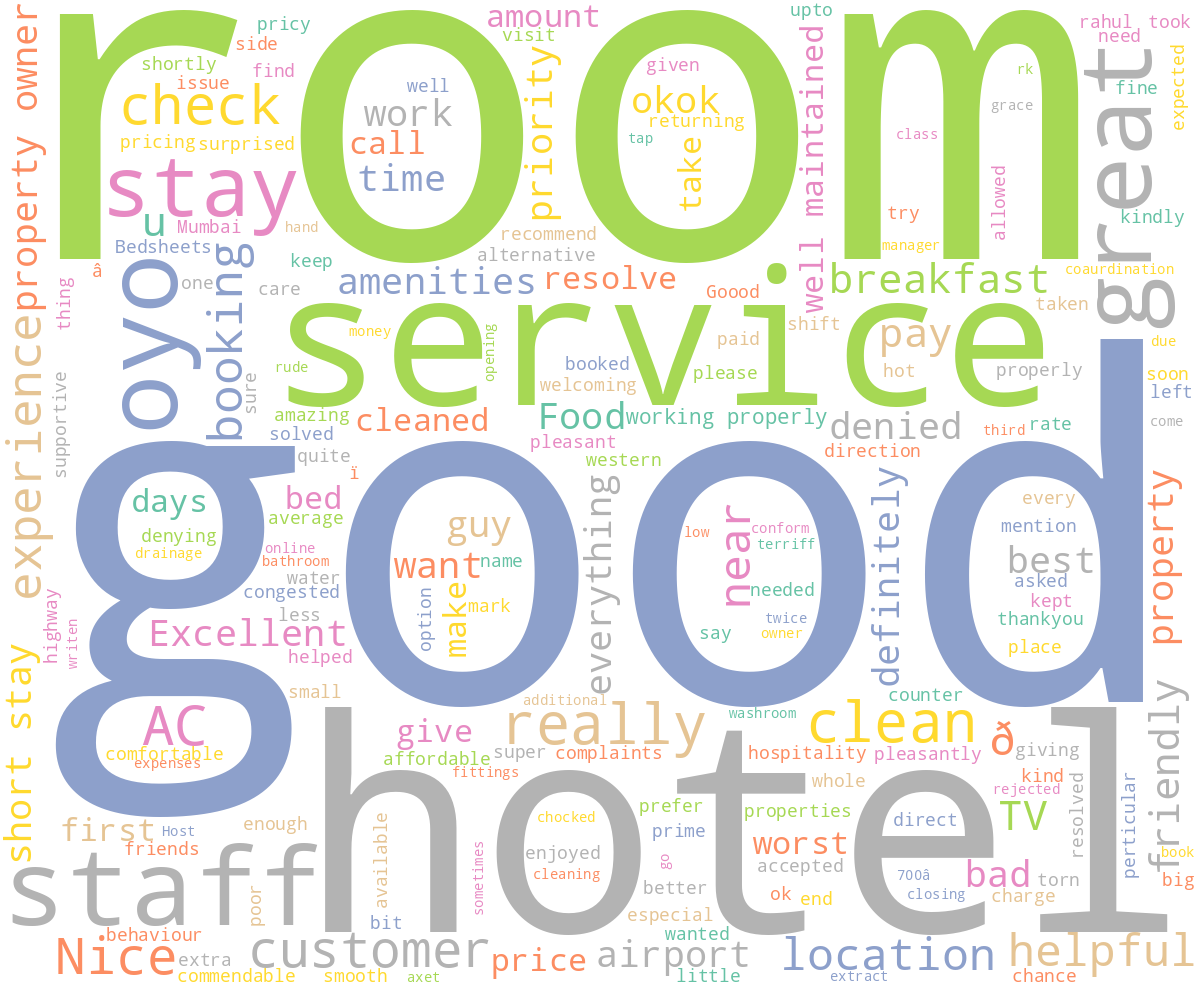 room
good
service
hotel
great
stay
staff
oyo
check
breakfast
booking
experience
property owner
amount
upto
rahul took
pricy
side
visit
need
shortly
issue
find
given
rk
fine
expected
well
work
call
time
priority
okok
returning
tap
take
well maintained
class
grace
try
allowed
manager
kindly
pricing
surprised
u
Mumbai
hand
Bedsheets
â
one
keep
care
recommend
alternative
amenities
resolve
Goood
coaurdination
taken
thing
money
opening
rude
sure
supportive
booked
welcoming
paid
please
shift
pay
hot
properly
due
soon
left
come
amazing
cleaned
Food
working properly
denied
third
rate
solved
quite
ï
pleasant
western
direction
days
denying
drainage
bed
average
online
bathroom
water
congested
less
guy
want
name
make
mark
option
everything
low
near
conform
terriff
needed
say
twice
owner
definitely
every
mention
best
asked
kept
thankyou
place
property
highway
writen
Excellent
helped
small
short stay
AC
comfortable
expenses
give
affordable
additional
really
super
complaints
fittings
washroom
clean
counter
hospitality
pleasantly
ð
giving
kind
rejected
resolved
friendly
first
Host
friends
enough
available
bit
poor
sometimes
chocked
enjoyed
cleaning
prefer
prime
go
better
especial
wanted
properties
whole
worst
accepted
ok
end
direct
700â
closing
TV
bad
torn
charge
perticular
book
big
behaviour
Nice
extra
commendable
customer
smooth
axet
price
airport
little
location
extract
helpful
chance